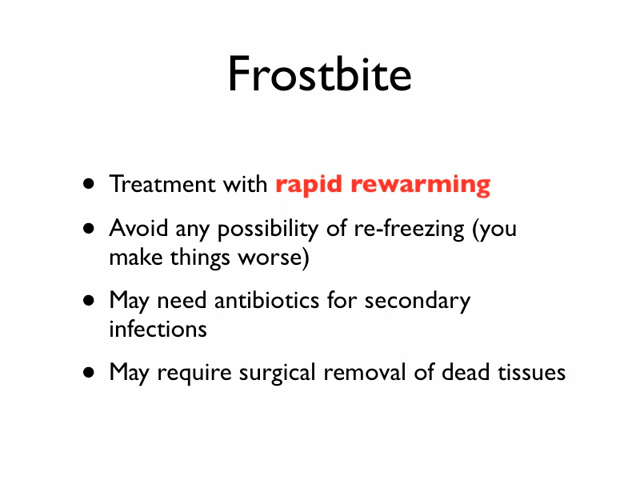 Frostbite
• Treatment with rapid rewarming
• Avoid any possibility of re-freezing (you
make things worse)
• May need antibiotics for secondary
infections
• May require surgical removal of dead tissues